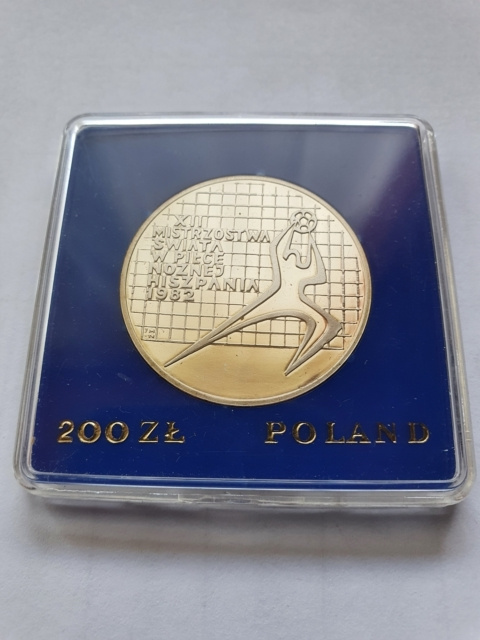 XII
MISTRZOSTWA
ŚWIATA
W PIŁCE
NOŻNEJ
HISZPANIA
1982
200 ZŁ POLAND